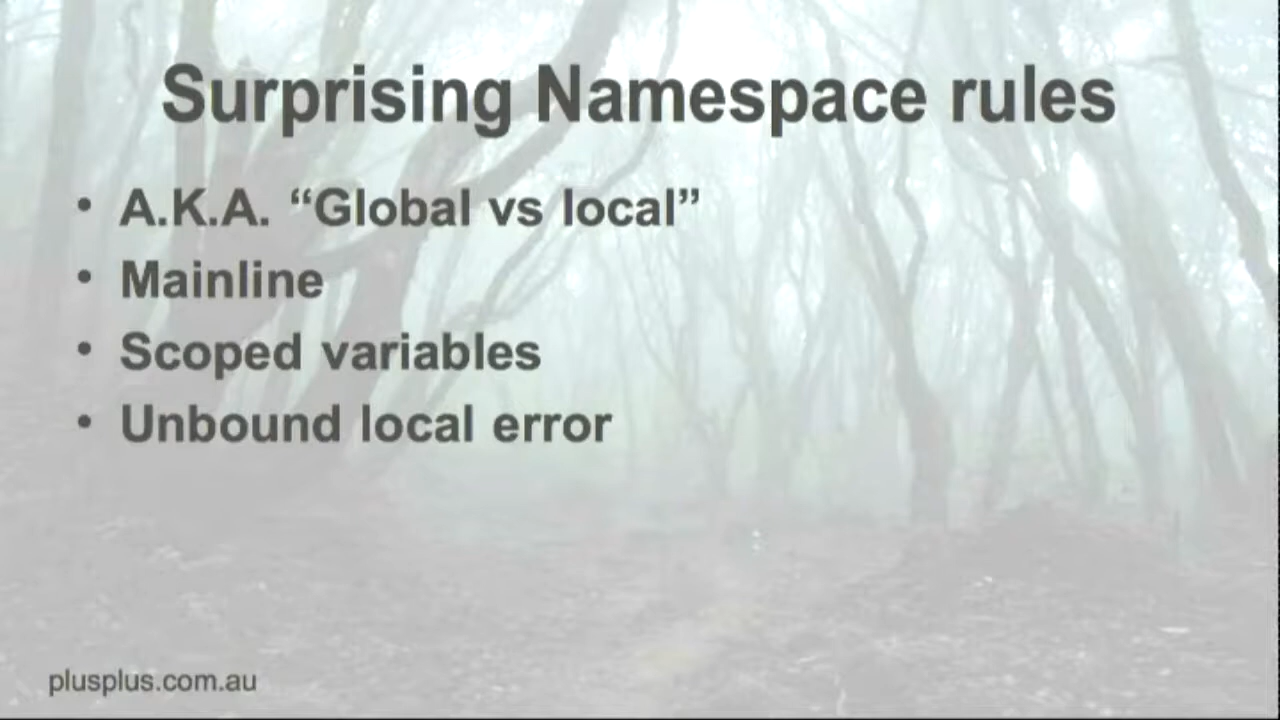 Surprising Namespace rules
• A.K.A. “Global vs local”
• Mainline
• Scoped variables
• Unbound local error
plusplus.com.au